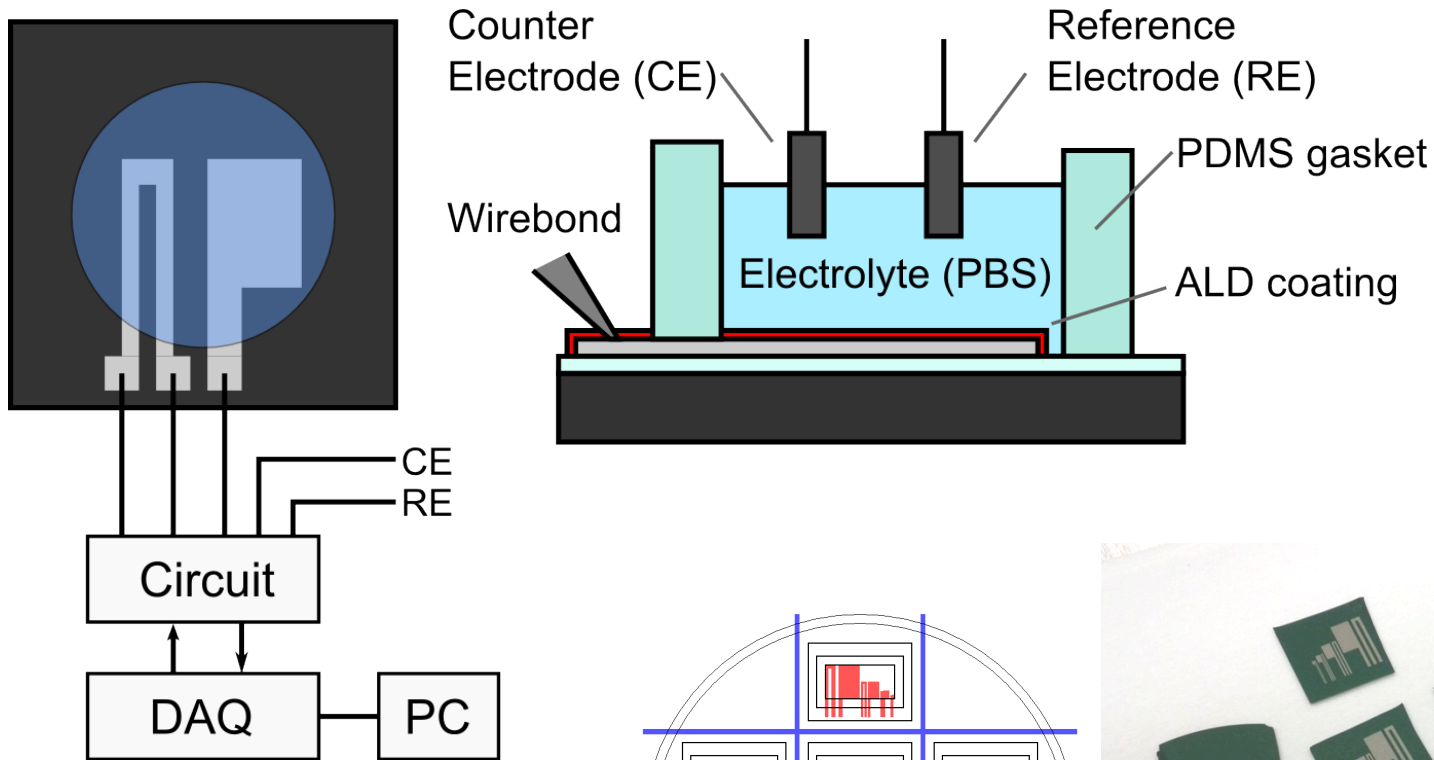 Counter
Electrode (CE)
Reference
Electrode (RE)
PDMS gasket
Wirebond
Electrolyte (PBS)
ALD coating
CE
RE
Circuit
DAQ
PC